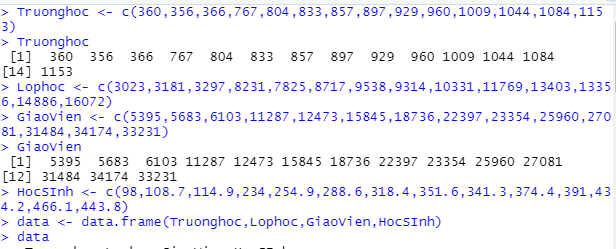 > Truonghoc <- c(360,356,366,767,804,833,857,897,929,960,1009,1044,1084,115
3)
> Truonghoc
[1] 360 356 366 767 804 833 857 897 929 960 1009 1044 1084
[14] 1153
> Lophoc <- c(3023,3181,3297,8231,7825,8717,9538,9314,10331,11769,13403,1335
6,14886,16072)
> GiaoVien <- c(5395,5683,6103,11287,12473,15845,18736,22397,23354,25960,270
81,31484,34174,33231)
> GiaoVien
[1] 5395 5683 6103 11287 12473 15845 18736 22397 23354 25960 27081
[12] 31484 34174 33231
> HocSInh <- c(98,108.7,114.9,234,254.9,288.6,318.4,351.6,341.3,374.4,391,43
4.2,466.1,443.8)
> data <- data.frame(Truonghoc,Lophoc,GiaoVien,HocSInh)
> data